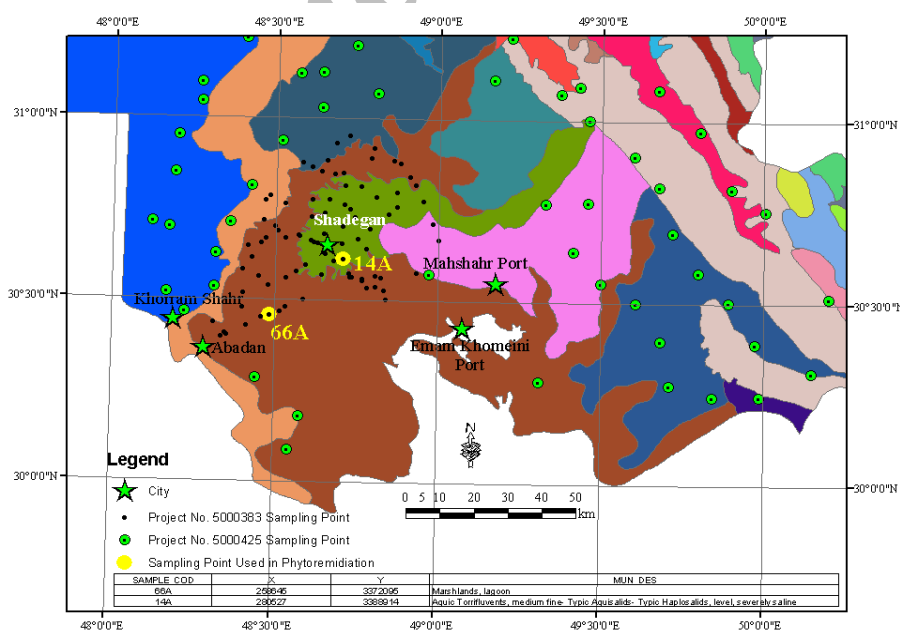 48°0'0"E 48°30'0"E 49°0'0"E 49°30'0"E 50°0'0"E
31°0'0"N 31°0'0"N
Shadegan
14A
Mahshahr Port
30°30'0"N 30°30'0"N
Khorram Shahr
66A
Abadan
Emam Khomeini
Port
N
Legend
30°0'0"N 30°0'0"N
City
0 5 10 20 30 40 50
km
Project No. 5000383 Sampling Point
Project No. 5000425 Sampling Point
Sampling Point Used in Phytoremidiation
SAMPLE COD X Y MUN DES
66A 258645 3372095 Marshlands, lagoon
14A 280527 3388914 Aquic Torrifluvents, medium fine- Typic Aquisalids- Typic Haplosalids, level, severely saline
48°0'0"E 48°30'0"E 49°0'0"E 49°30'0"E 50°0'0"E